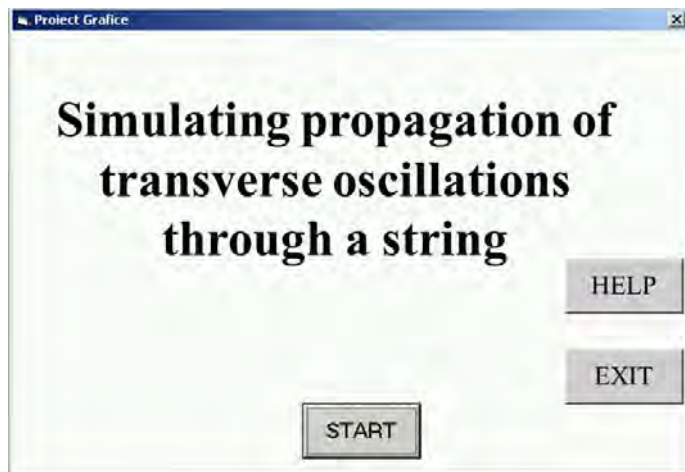 Proiect Grafice
Simulating propagation of
transverse oscillations
through a string
HELP
EXIT
START